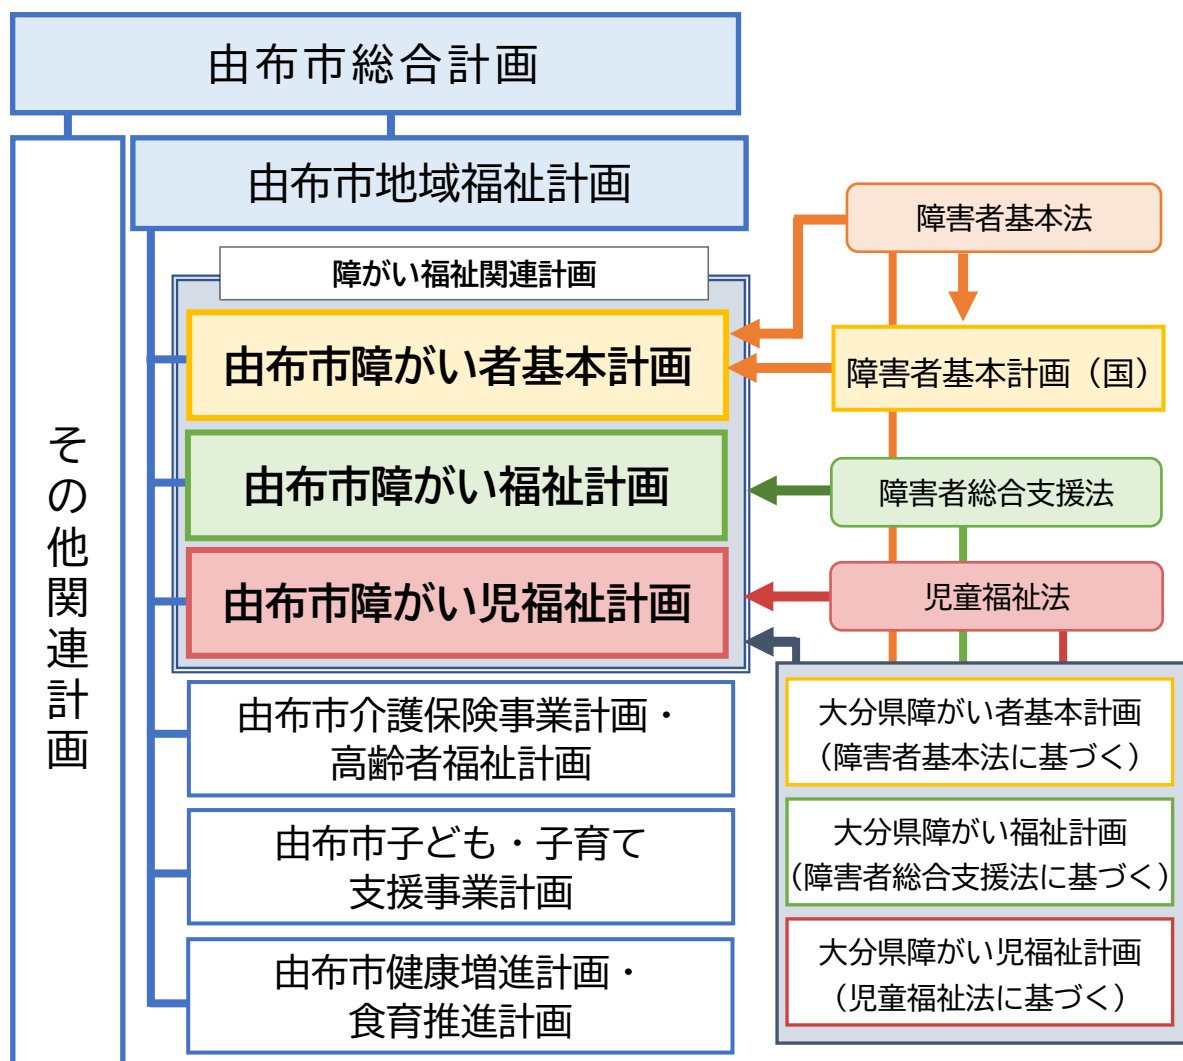 由布市総合計画
由布市地域福祉計画
その他関連計画
障がい福祉関連計画
由布市障がい者基本計画
由布市障がい福祉計画
由布市障がい児福祉計画
由布市介護保険事業計画・
高齢者福祉計画
由布市子ども・子育て
支援事業計画
由布市健康増進計画・
食育推進計画
障害者基本法
障害者基本計画（国）
障害者総合支援法
児童福祉法
大分県障がい者基本計画
（障害者基本法に基づく）
大分県障がい福祉計画
（障害者総合支援法に基づく）
大分県障がい児福祉計画
（児童福祉法に基づく）